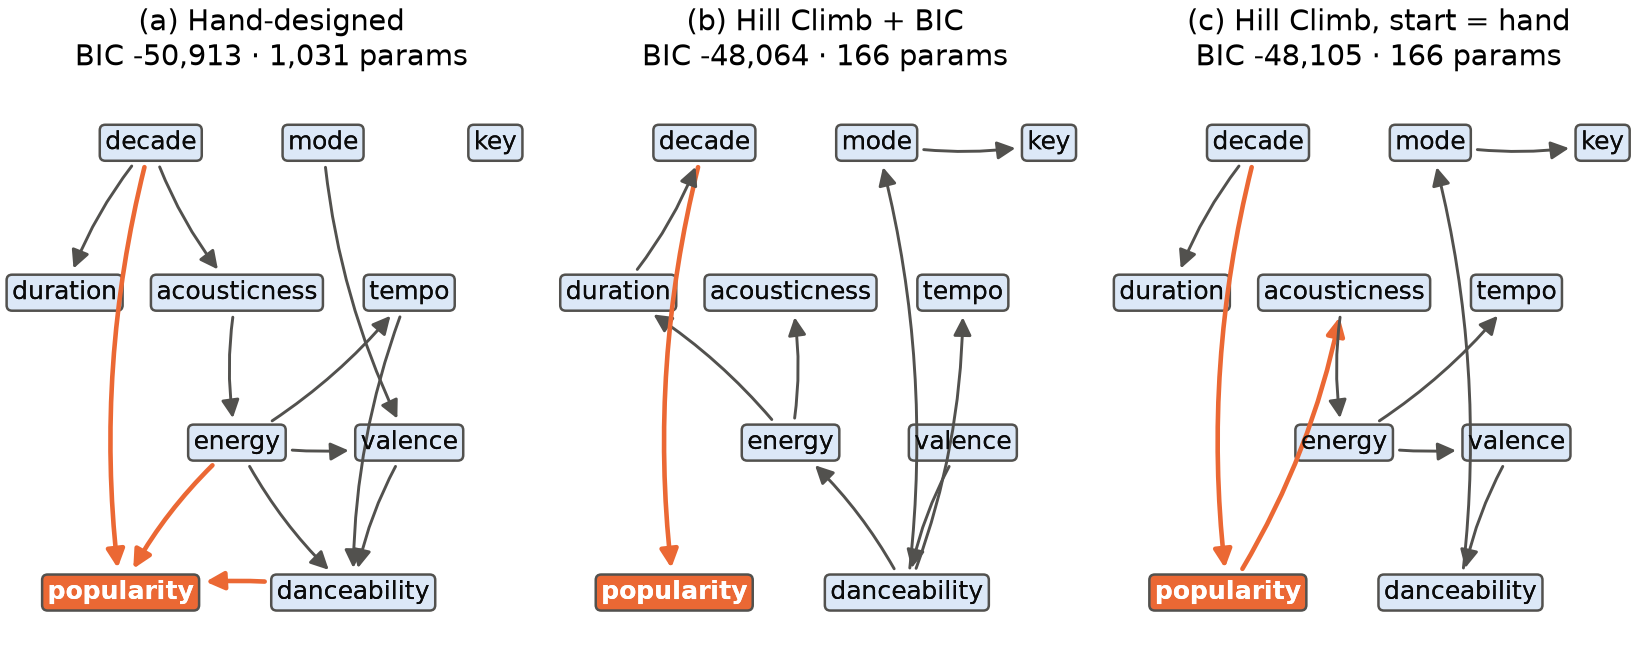 (a) Hand-designed
BIC -50,913 · 1,031 params
decade
mode
key
duration
acousticness
tempo
energy
valence
popularity
danceability
(b) Hill Climb + BIC
BIC -48,064 · 166 params
decade
mode
key
duration
acousticness
tempo
energy
valence
popularity
danceability
(c) Hill Climb, start = hand
BIC -48,105 · 166 params
decade
mode
key
duration
acousticness
tempo
energy
valence
popularity
danceability